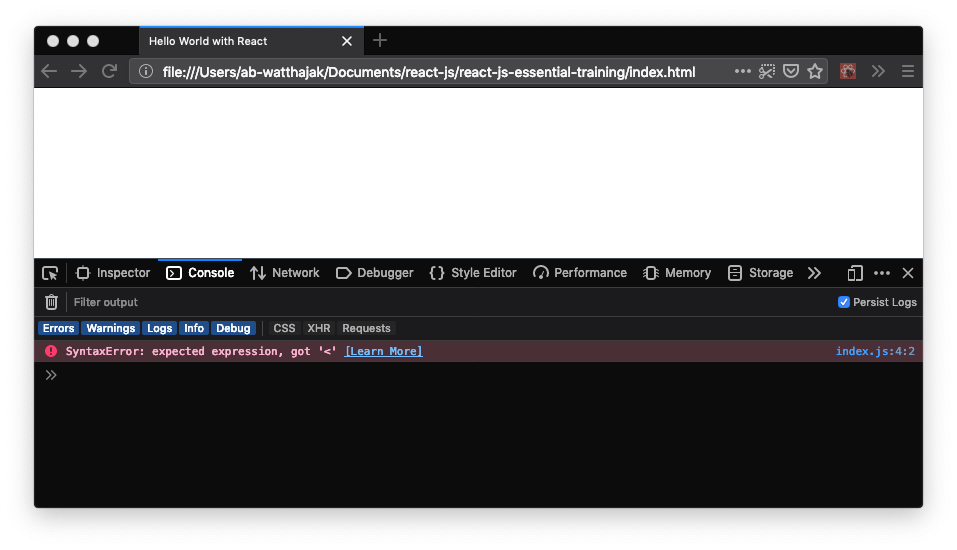 Hello World with React
file:///Users/ab-watthajak/Documents/react-js/react-js-essential-training/index.html
Inspector Console Network Debugger Style Editor Performance Memory Storage
Filter output Persist Logs
Errors Warnings Logs Info Debug CSS XHR Requests
SyntaxError: expected expression, got '<' [Learn More] index.js:4:2